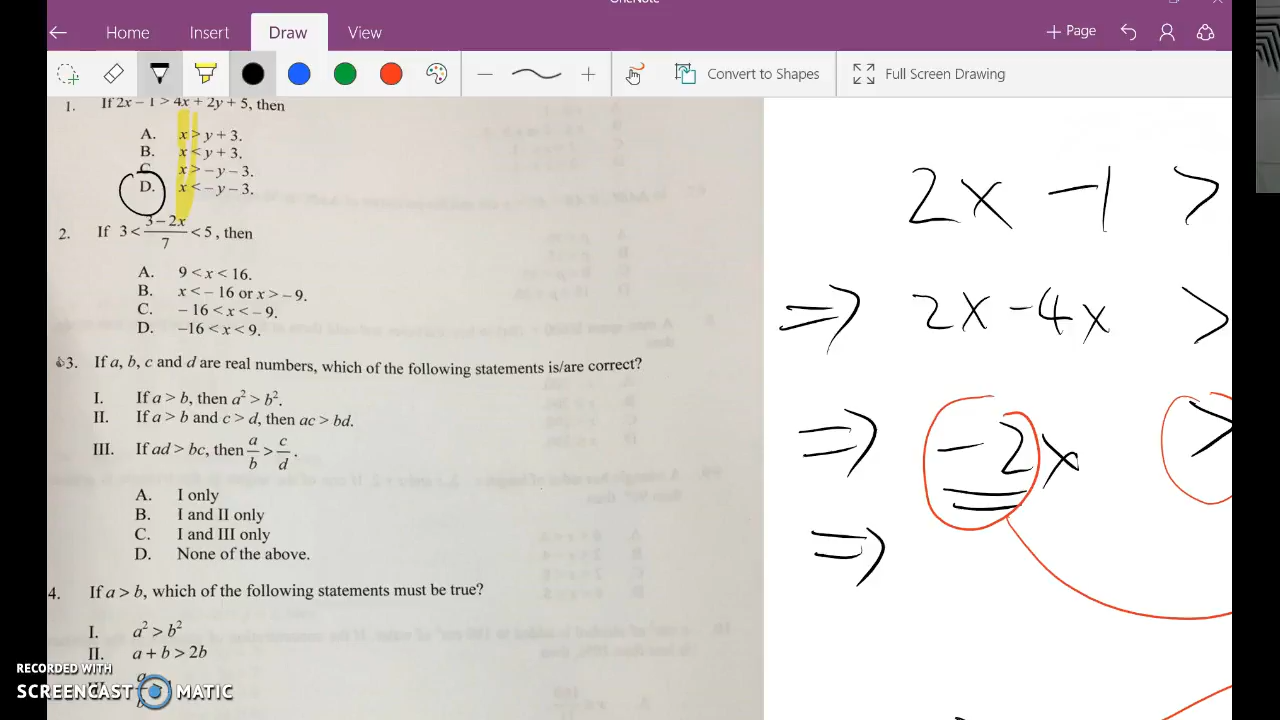 OneNote
Home Insert Draw View + Page
Convert to Shapes Full Screen Drawing
1. If 2x − 1 > 4x + 2y + 5, then
A. x > y + 3.
B. x < y + 3.
C. x > −y − 3.
D. x < −y − 3.
2. If 3 < (3 − 2x)/7 < 5, then
A. 9 < x < 16.
B. x < −16 or x > −9.
C. −16 < x < −9.
D. −16 < x < 9.
3. If a, b, c and d are real numbers, which of the following statements is/are correct?
I. If a > b, then a² > b².
II. If a > b and c > d, then ac > bd.
III. If ad > bc, then a/b > c/d.
A. I only
B. I and II only
C. I and III only
D. None of the above.
4. If a > b, which of the following statements must be true?
I. a² > b²
II. a + b > 2b
2x − 1 >
⇒ 2x − 4x >
⇒ −2x >
⇒
RECORDED WITH
SCREENCAST MATIC